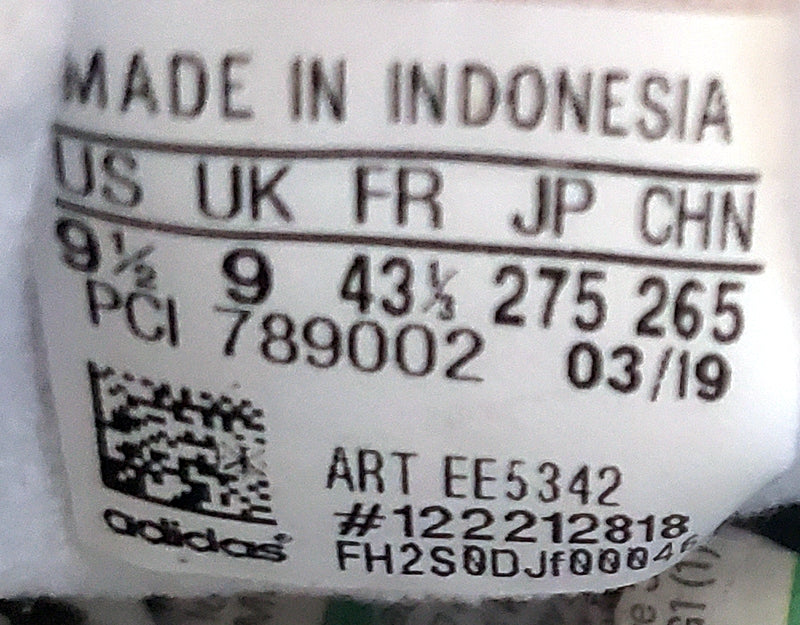 MADE IN INDONESIA
US UK FR JP CHN
9½ 9 43⅓ 275 265
PCI 789002 03/19
ART EE5342
#122212818
adidas